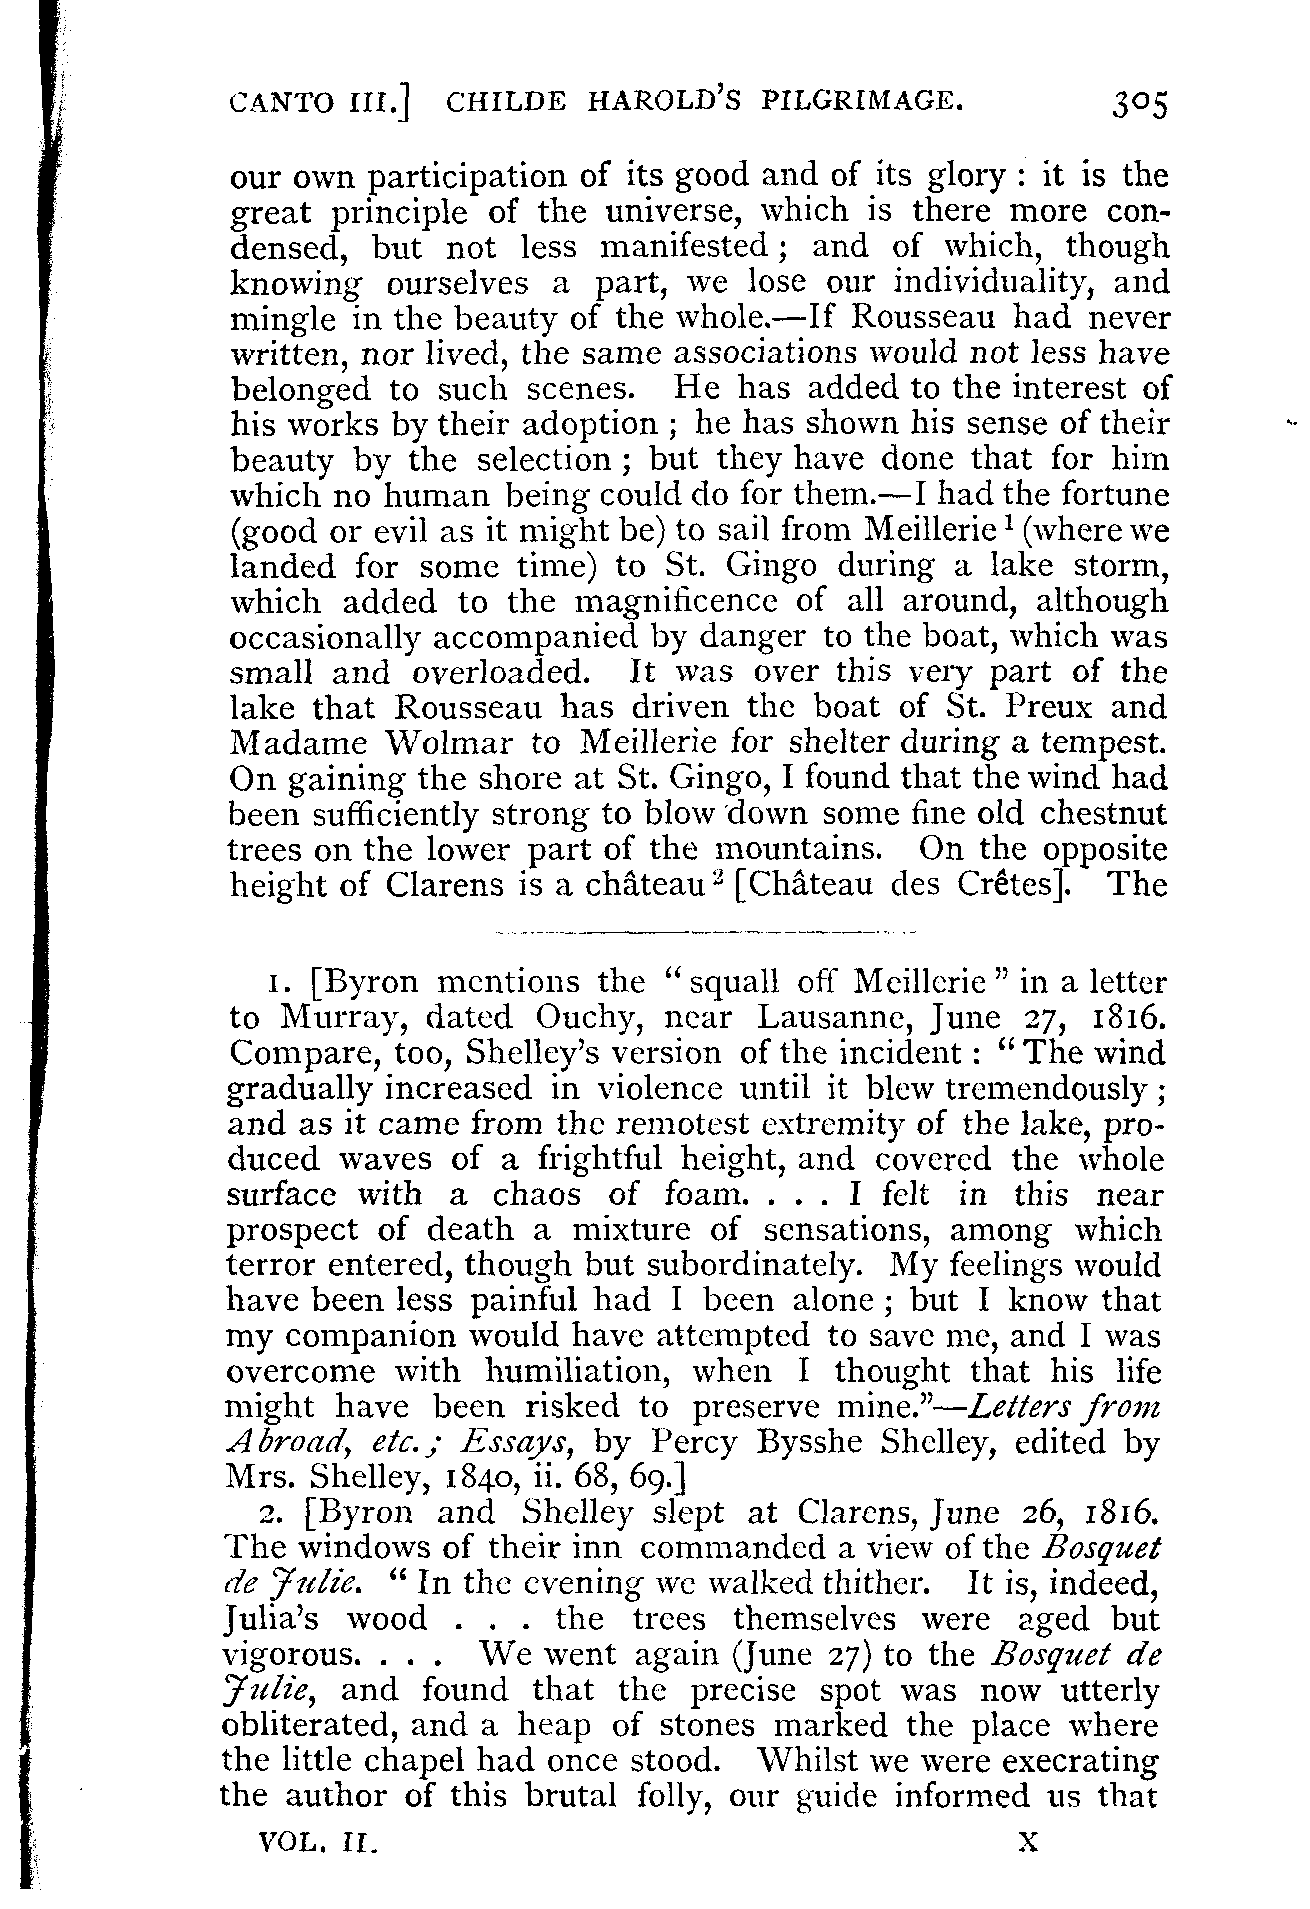 CANTO III.] CHILDE HAROLD'S PILGRIMAGE. 305
our own participation of its good and of its glory : it is the
great principle of the universe, which is there more con-
densed, but not less manifested ; and of which, though
knowing ourselves a part, we lose our individuality, and
mingle in the beauty of the whole.—If Rousseau had never
written, nor lived, the same associations would not less have
belonged to such scenes. He has added to the interest of
his works by their adoption ; he has shown his sense of their
beauty by the selection ; but they have done that for him
which no human being could do for them.—I had the fortune
(good or evil as it might be) to sail from Meillerie ¹ (where we
landed for some time) to St. Gingo during a lake storm,
which added to the magnificence of all around, although
occasionally accompanied by danger to the boat, which was
small and overloaded. It was over this very part of the
lake that Rousseau has driven the boat of St. Preux and
Madame Wolmar to Meillerie for shelter during a tempest.
On gaining the shore at St. Gingo, I found that the wind had
been sufficiently strong to blow down some fine old chestnut
trees on the lower part of the mountains. On the opposite
height of Clarens is a château ² [Château des Crêtes]. The
1. [Byron mentions the “ squall off Meillerie ” in a letter
to Murray, dated Ouchy, near Lausanne, June 27, 1816.
Compare, too, Shelley's version of the incident : “ The wind
gradually increased in violence until it blew tremendously ;
and as it came from the remotest extremity of the lake, pro-
duced waves of a frightful height, and covered the whole
surface with a chaos of foam. . . . I felt in this near
prospect of death a mixture of sensations, among which
terror entered, though but subordinately. My feelings would
have been less painful had I been alone ; but I know that
my companion would have attempted to save me, and I was
overcome with humiliation, when I thought that his life
might have been risked to preserve mine.”—Letters from
Abroad, etc. ; Essays, by Percy Bysshe Shelley, edited by
Mrs. Shelley, 1840, ii. 68, 69.]
2. [Byron and Shelley slept at Clarens, June 26, 1816.
The windows of their inn commanded a view of the Bosquet
de Julie. “ In the evening we walked thither. It is, indeed,
Julia's wood . . . the trees themselves were aged but
vigorous. . . . We went again (June 27) to the Bosquet de
Julie, and found that the precise spot was now utterly
obliterated, and a heap of stones marked the place where
the little chapel had once stood. Whilst we were execrating
the author of this brutal folly, our guide informed us that
VOL. II. X